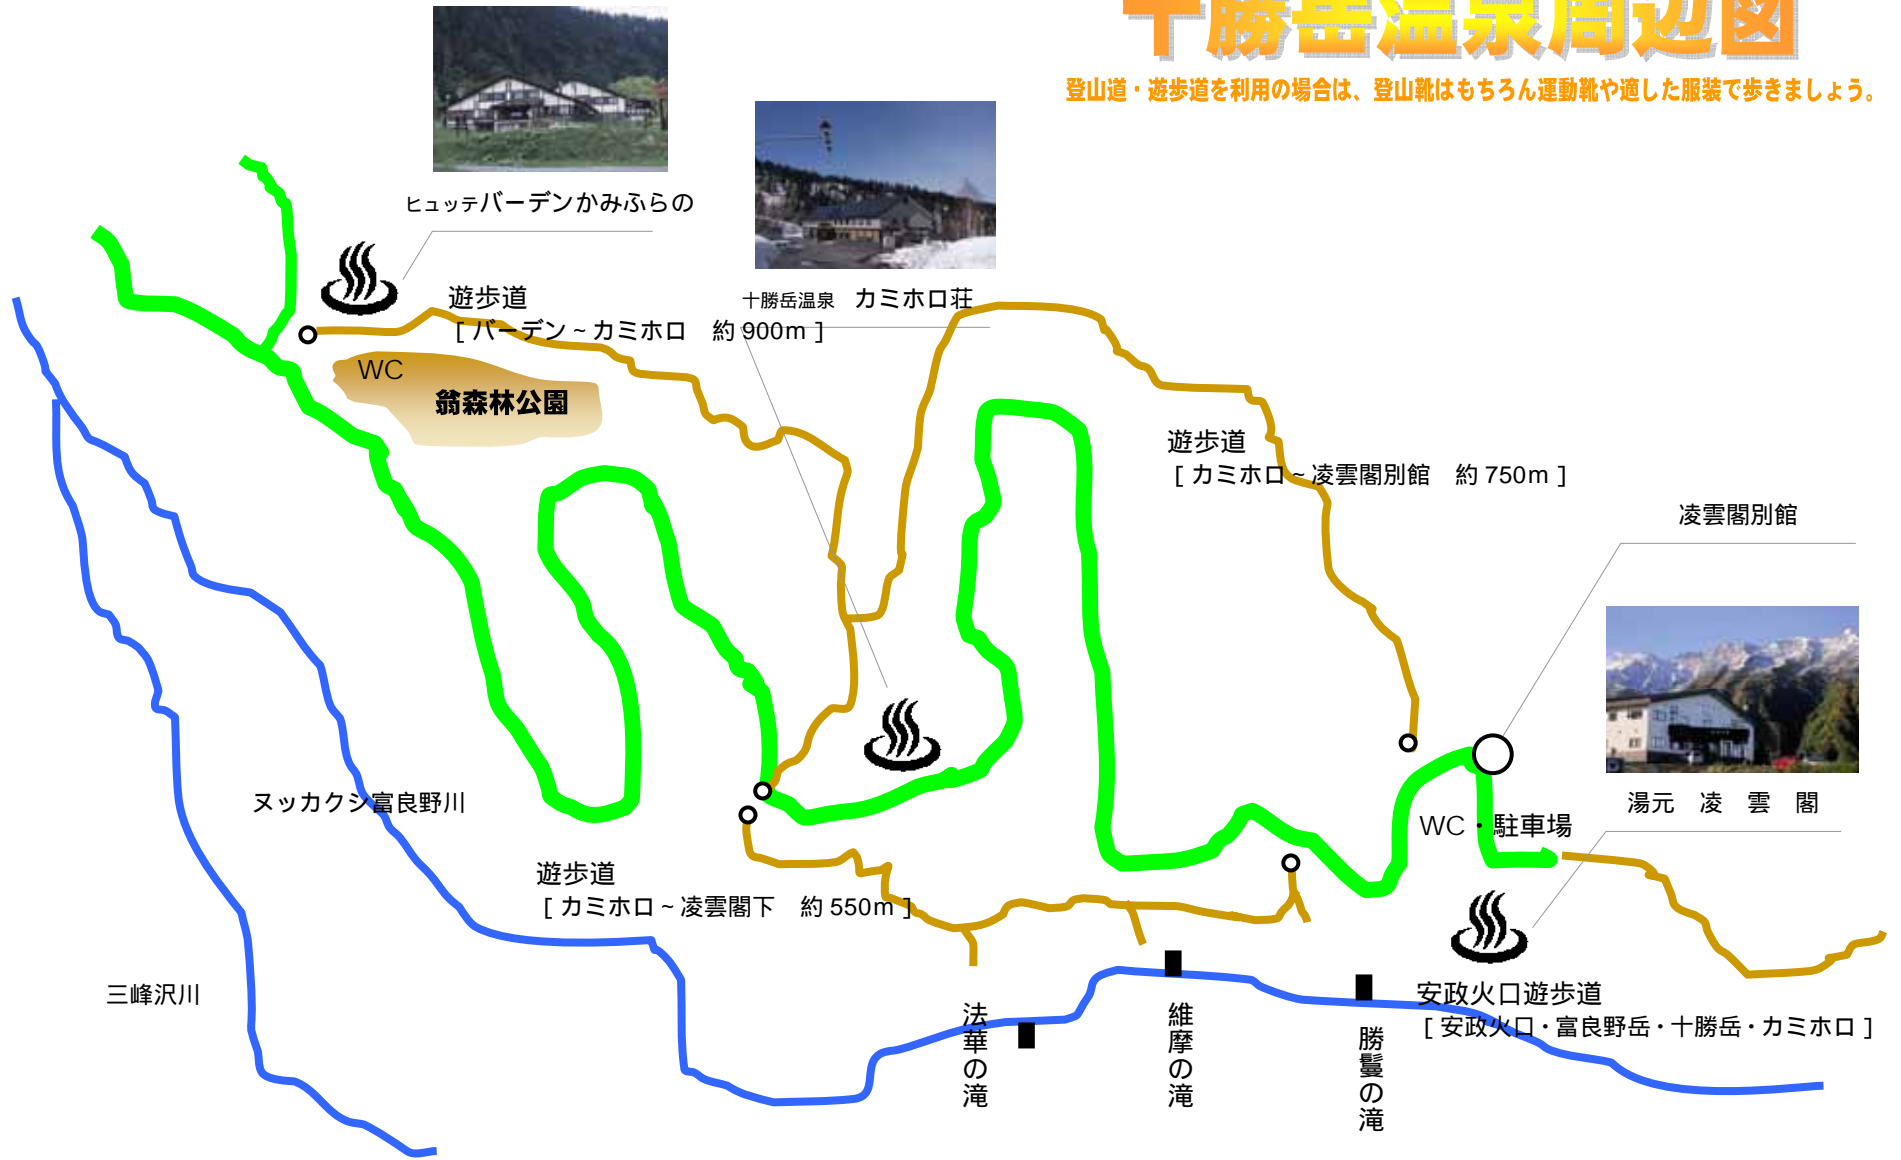 十勝岳温泉周辺図
登山道・遊歩道を利用の場合は、登山靴はもちろん運動靴や適した服装で歩きましょう。
ヒュッテバーデンかみふらの
遊歩道
[ バーデン ~ カミホロ　約 900m ]
十勝岳温泉　カミホロ荘
WC
翁森林公園
遊歩道
[ カミホロ ~ 凌雲閣別館　約 750m ]
凌雲閣別館
湯元　凌　雲　閣
WC・駐車場
ヌッカクシ富良野川
遊歩道
[ カミホロ ~ 凌雲閣下　約 550m ]
三峰沢川
法華の滝
維摩の滝
勝鬘の滝
安政火口遊歩道
[ 安政火口・富良野岳・十勝岳・カミホロ ]